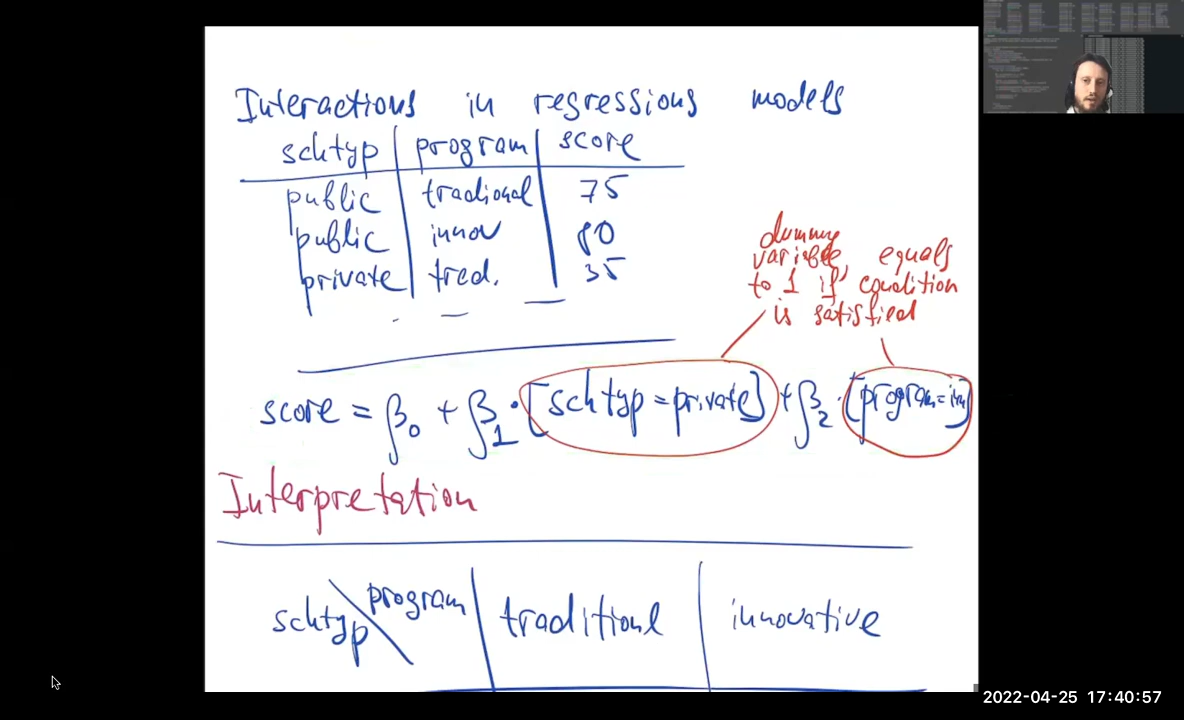 Interactions in regressions models
schtyp program score
public tradional 75
public innov 80
private trad. 35
dummy
variable, equals
to 1 if condition
is satisfied
score = β₀ + β₁ · [schtyp = private] + β₂ · [program = inn]
Interpretation
schtyp program traditionl innovative
2022-04-25 17:40:57